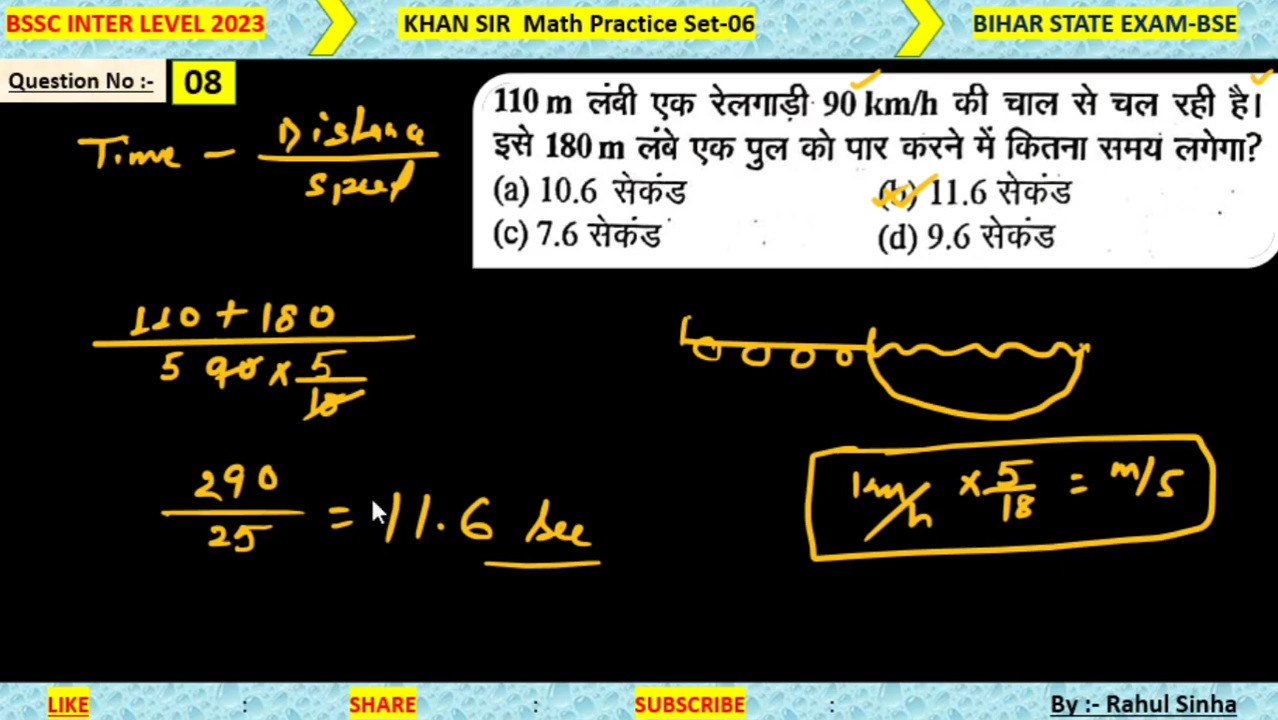 BSSC INTER LEVEL 2023 KHAN SIR Math Practice Set-06 BIHAR STATE EXAM-BSE
Question No :- 08
110 m लंबी एक रेलगाड़ी 90 km/h की चाल से चल रही है।
इसे 180 m लंबे एक पुल को पार करने में कितना समय लगेगा?
(a) 10.6 सेकंड (b) 11.6 सेकंड
(c) 7.6 सेकंड (d) 9.6 सेकंड
Time - Distance
Speed
110 + 180
5 90 × 5
18
290
25 = 11.6 sec
km/h × 5/18 = m/s
LIKE : SHARE : SUBSCRIBE : By :- Rahul Sinha